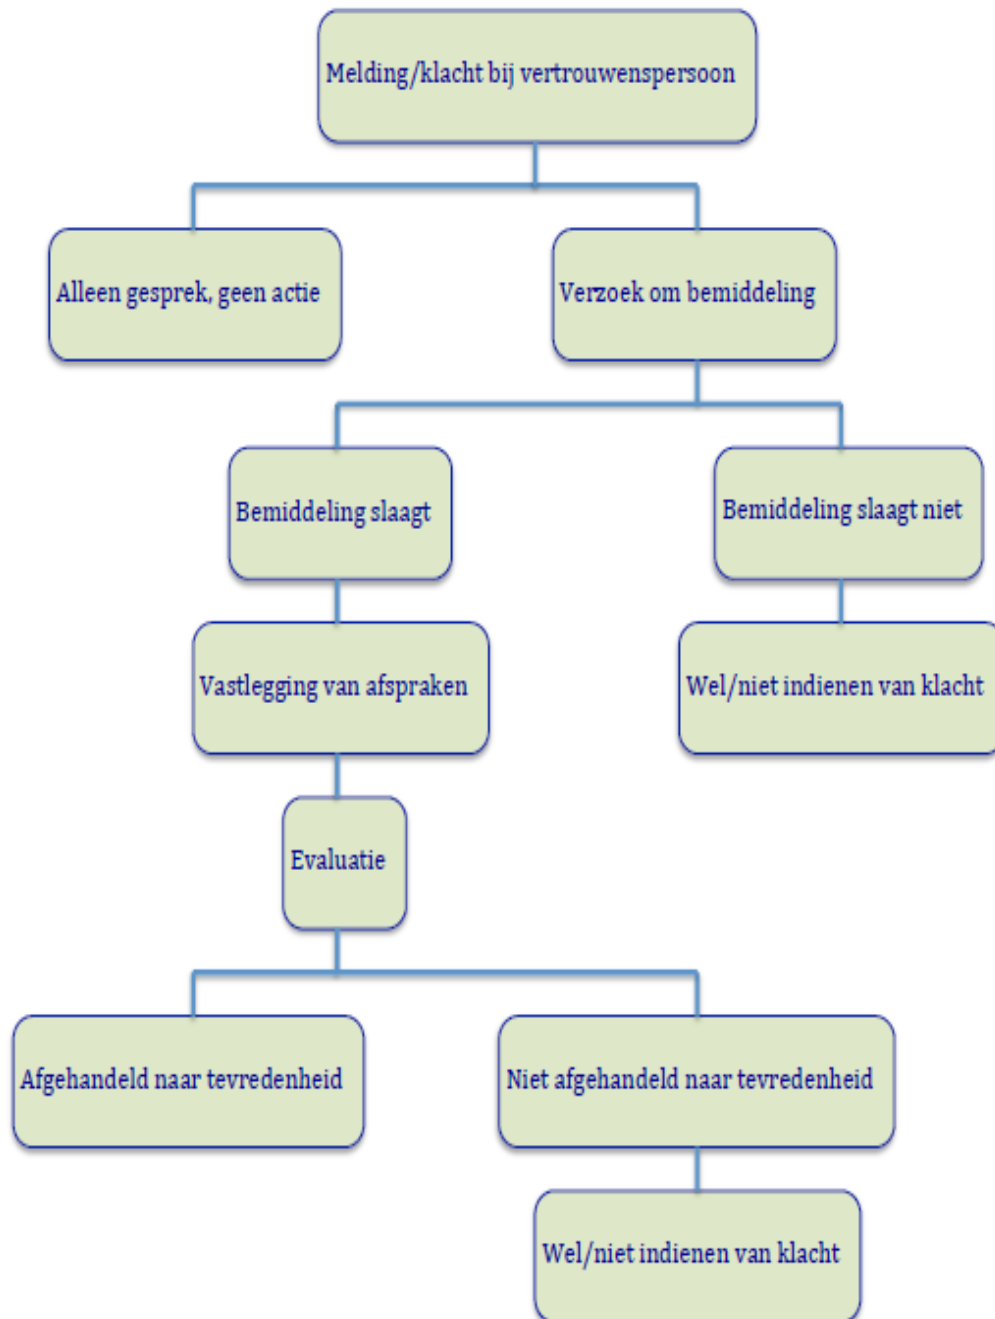 Melding/klacht bij vertrouwenspersoon
Alleen gesprek, geen actie
Verzoek om bemiddeling
Bemiddeling slaagt
Bemiddeling slaagt niet
Vastlegging van afspraken
Wel/niet indienen van klacht
Evaluatie
Afgehandeld naar tevredenheid
Niet afgehandeld naar tevredenheid
Wel/niet indienen van klacht